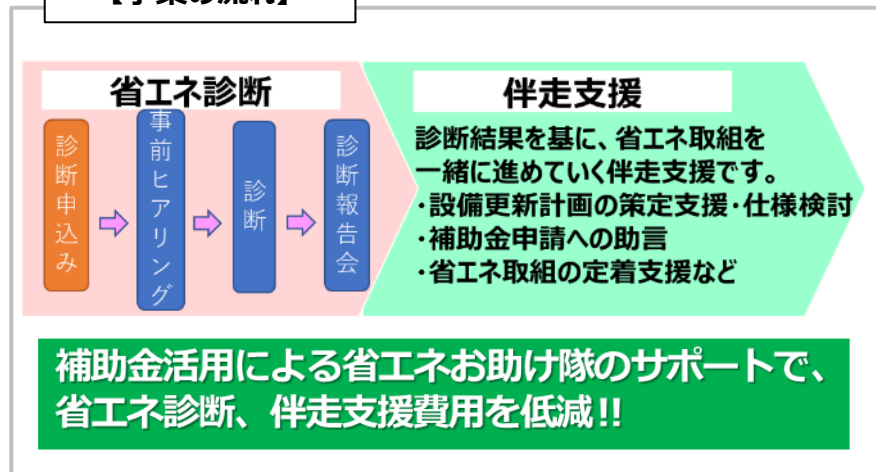 【事業の流れ】
省エネ診断
診断申込み
事前ヒアリング
診断
診断報告会
伴走支援
診断結果を基に、省エネ取組を
一緒に進めていく伴走支援です。
・設備更新計画の策定支援・仕様検討
・補助金申請への助言
・省エネ取組の定着支援など
補助金活用による省エネお助け隊のサポートで、
省エネ診断、伴走支援費用を低減!!